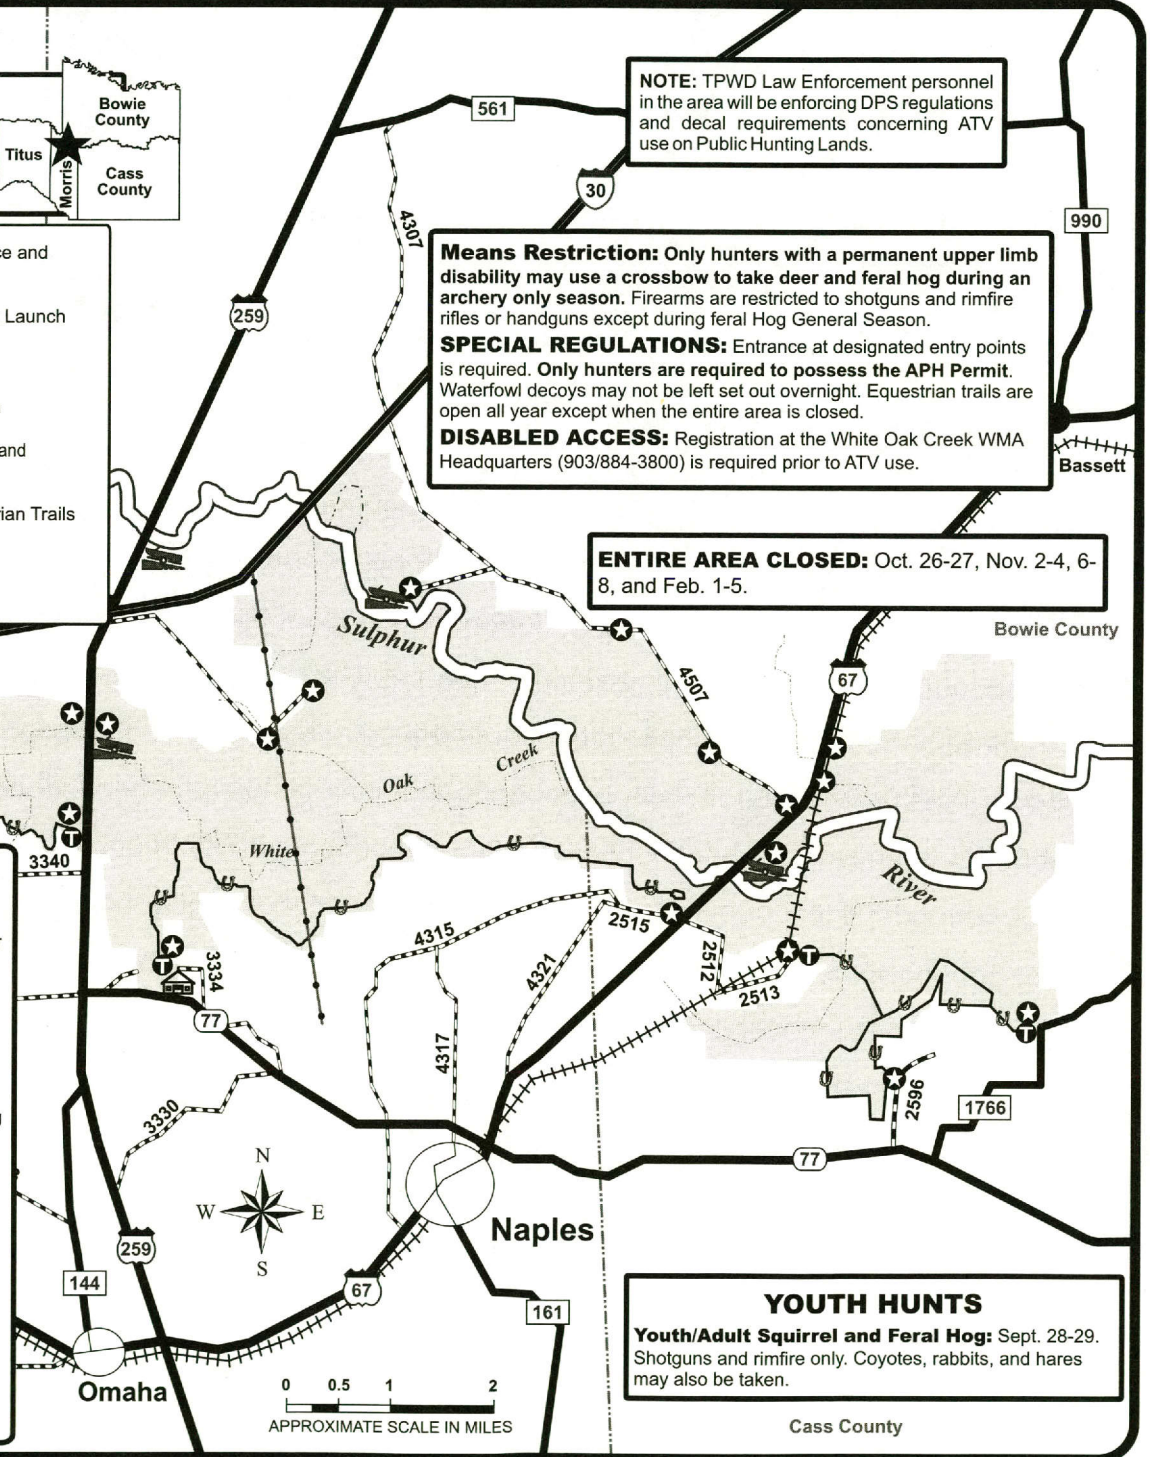 Bowie
County
Titus
Morris
Cass
County
561
30
NOTE: TPWD Law Enforcement personnel
in the area will be enforcing DPS regulations
and decal requirements concerning ATV
use on Public Hunting Lands.
990
4307
259
Means Restriction: Only hunters with a permanent upper limb
disability may use a crossbow to take deer and feral hog during an
archery only season. Firearms are restricted to shotguns and rimfire
rifles or handguns except during feral Hog General Season.
SPECIAL REGULATIONS: Entrance at designated entry points
is required. Only hunters are required to possess the APH Permit.
Waterfowl decoys may not be left set out overnight. Equestrian trails are
open all year except when the entire area is closed.
DISABLED ACCESS: Registration at the White Oak Creek WMA
Headquarters (903/884-3800) is required prior to ATV use.
ce and
Launch
and
rian Trails
Bassett
ENTIRE AREA CLOSED: Oct. 26-27, Nov. 2-4, 6-
8, and Feb. 1-5.
Bowie County
Sulphur
67
4507
Creek
Oak
White
T
3340
River
2515
4315
2512
4321
T
3334
T
2513
77
T
4317
2596
1766
3330
77
N
W
E
S
Naples
259
144
67
161
YOUTH HUNTS
Youth/Adult Squirrel and Feral Hog: Sept. 28-29.
Shotguns and rimfire only. Coyotes, rabbits, and hares
may also be taken.
Omaha
0 0.5 1 2
APPROXIMATE SCALE IN MILES
Cass County